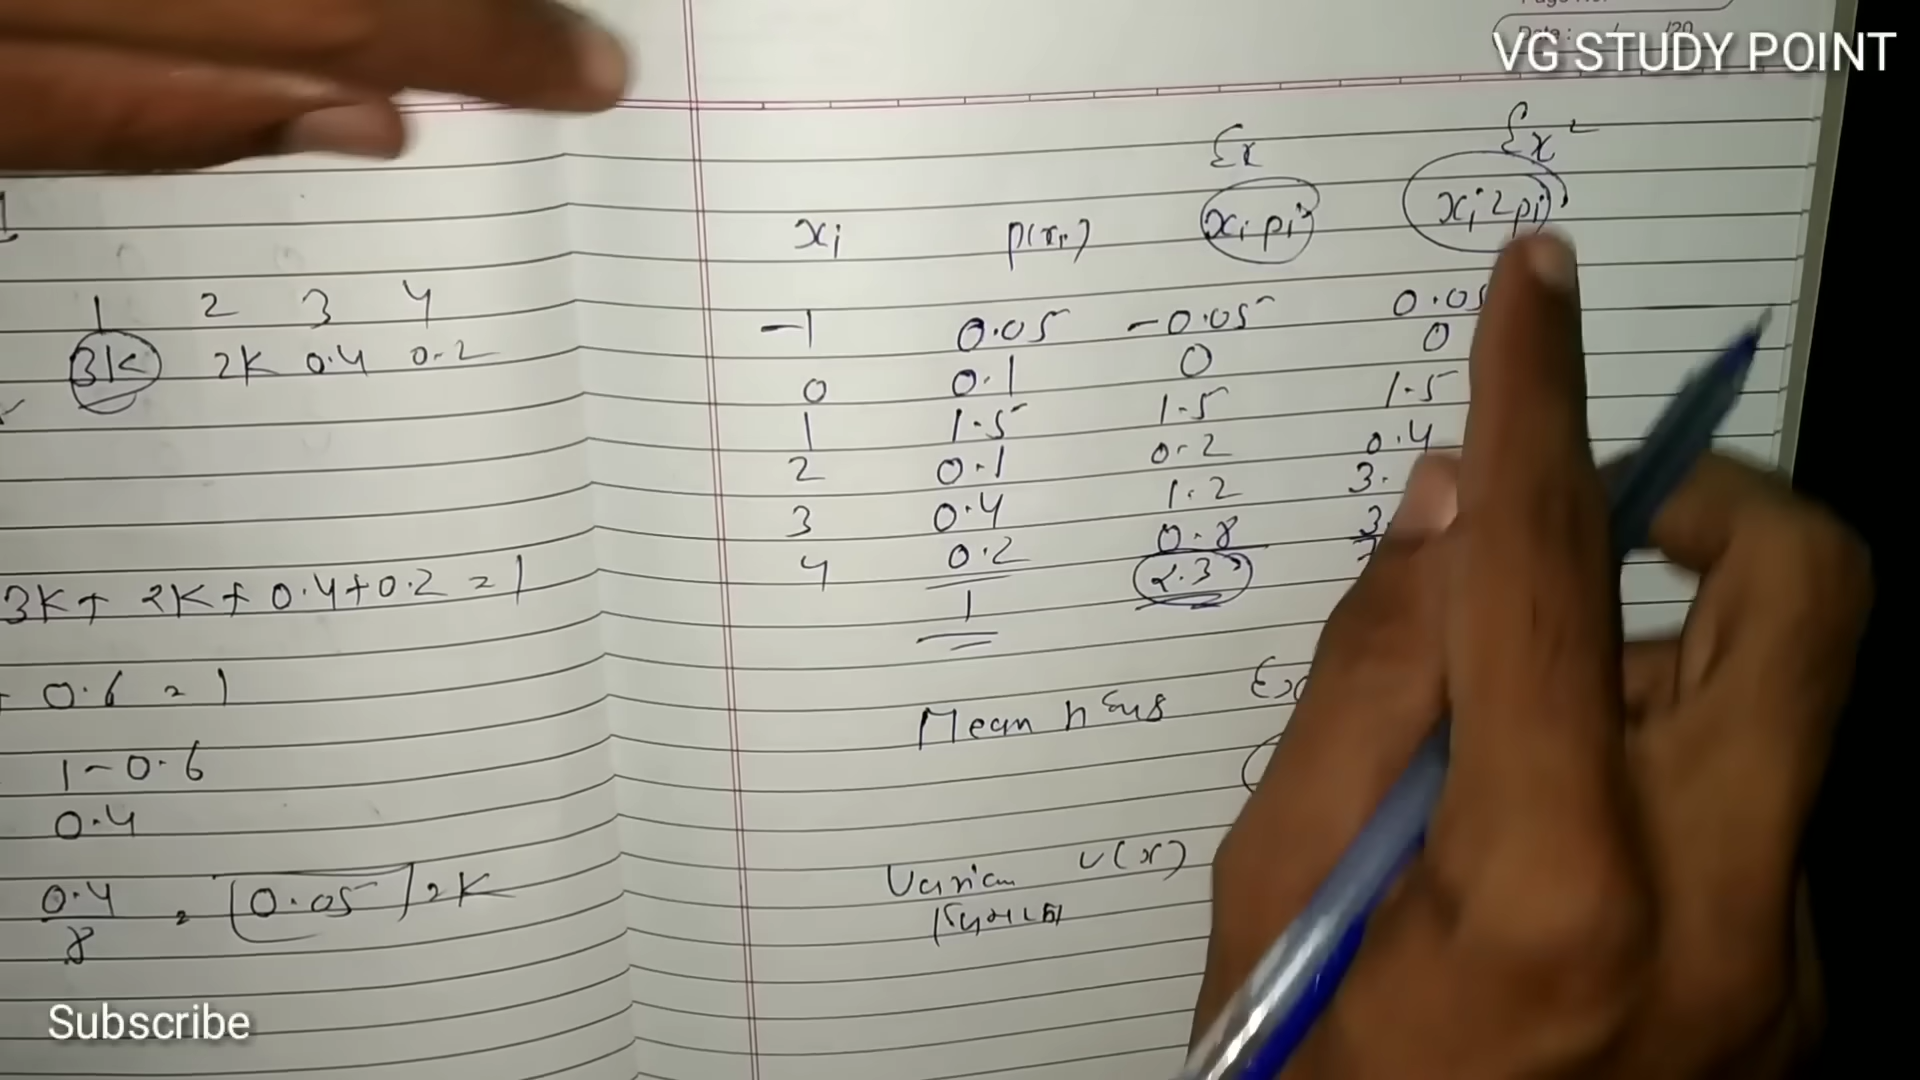 VG STUDY POINT
Date : / /20
1 2 3 4
3K 2K 0.4 0.2
3K + 2K + 0.4+0.2 = 1
+ 0.6 = 1
1-0.6
0.4
0.4/8 = 0.05 = K
Σx Σx²
xi p(xi) xi pi xi²pi
-1 0.05 -0.05 0.05
0 0.1 0 0
1 1.5 1.5 1.5
2 0.1 0.2 0.4
3 0.4 1.2 3.
4 0.2 0.8 3.
1 2.3
Mean
Varian v(x)
Subscribe